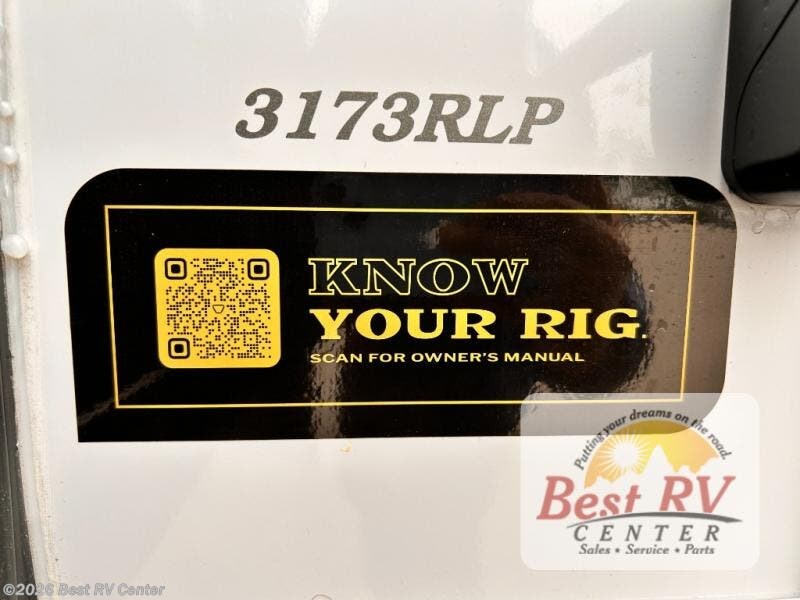 3173RLP
KNOW
YOUR RIG.
SCAN FOR OWNER'S MANUAL
Putting your dreams on the road.
Best RV
CENTER
Sales • Service • Parts
©2026 Best RV Center